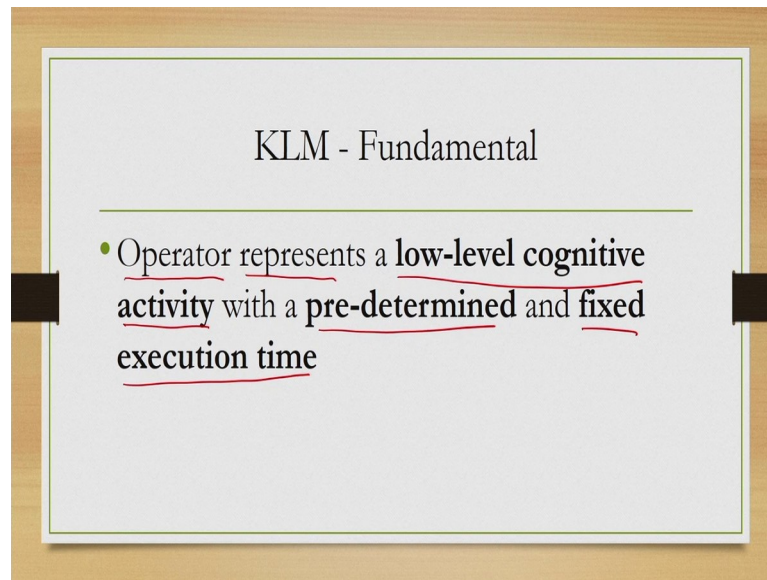 KLM - Fundamental
• Operator represents a low-level cognitive
activity with a pre-determined and fixed
execution time